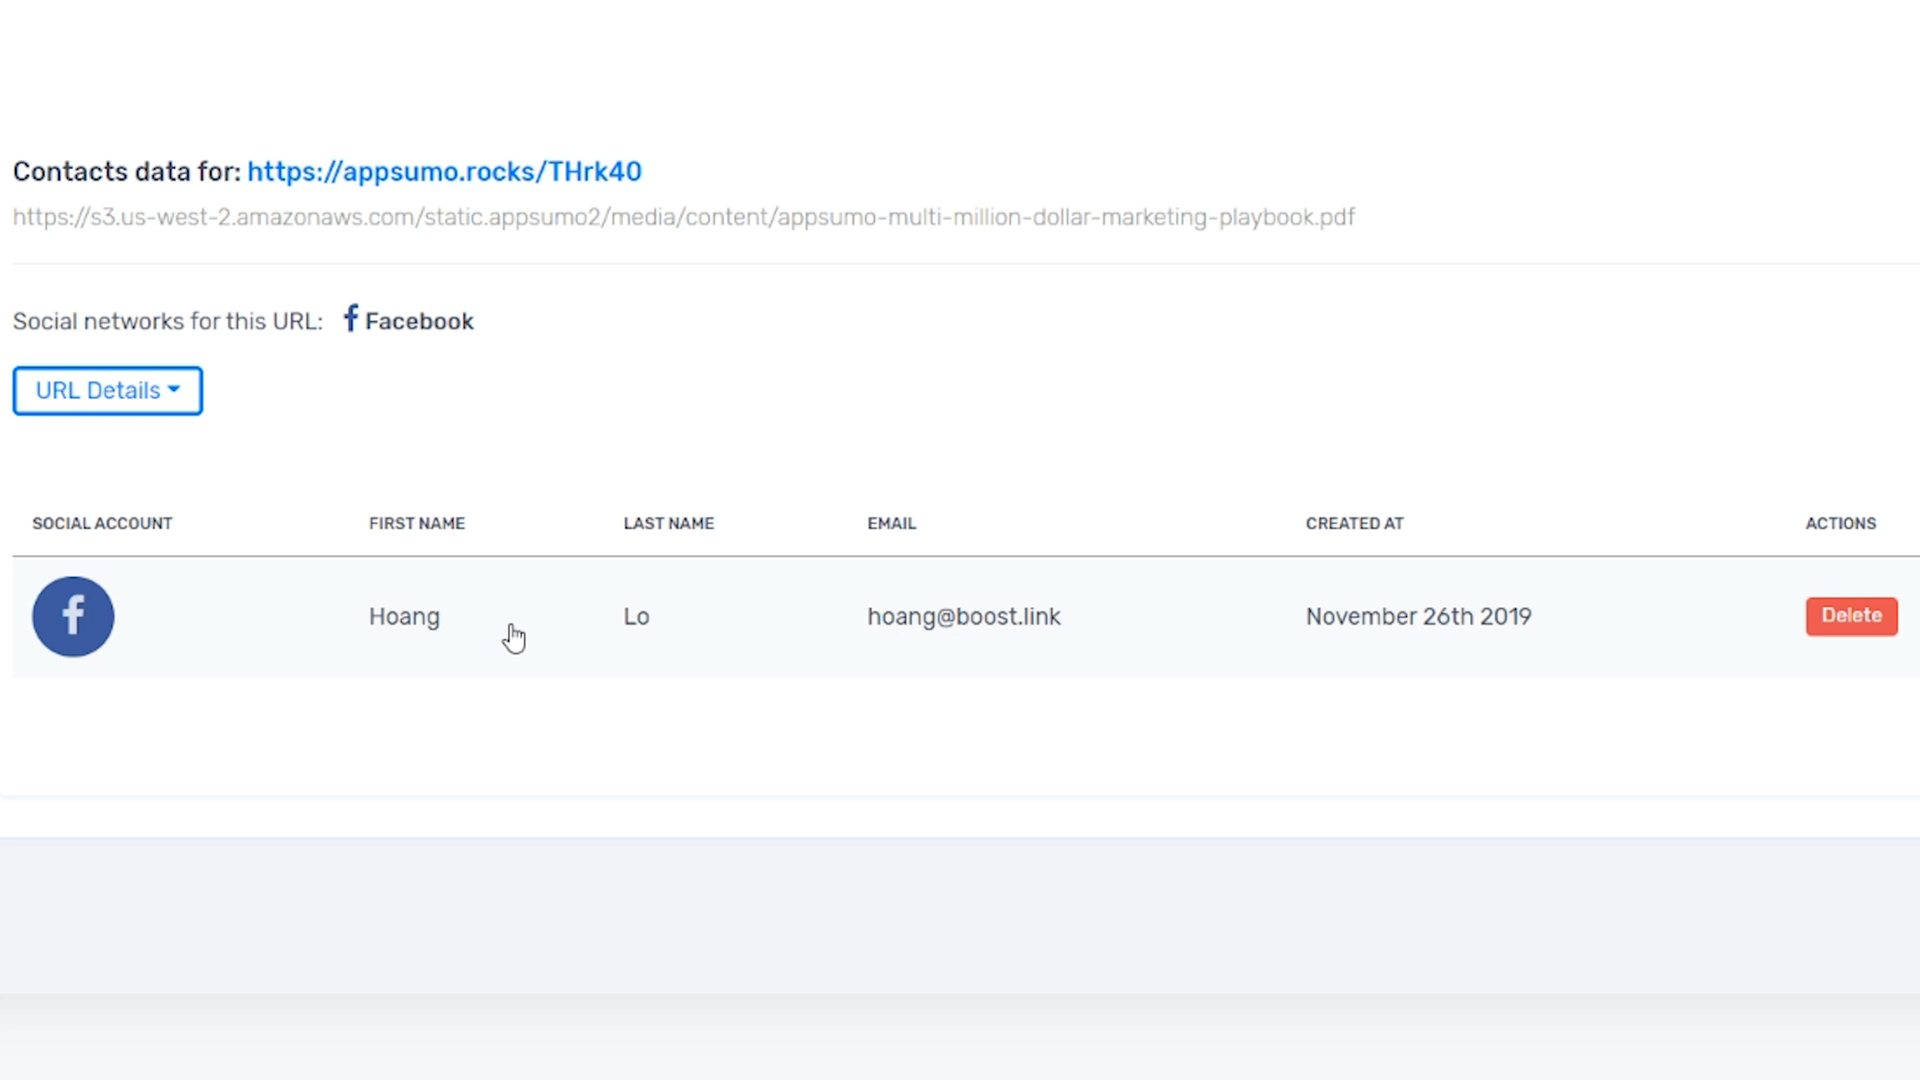 Contacts data for: https://appsumo.rocks/THrk40
https://s3.us-west-2.amazonaws.com/static.appsumo2/media/content/appsumo-multi-million-dollar-marketing-playbook.pdf
Social networks for this URL: f Facebook
URL Details
SOCIAL ACCOUNT FIRST NAME LAST NAME EMAIL CREATED AT ACTIONS
f Hoang Lo hoang@boost.link November 26th 2019 Delete